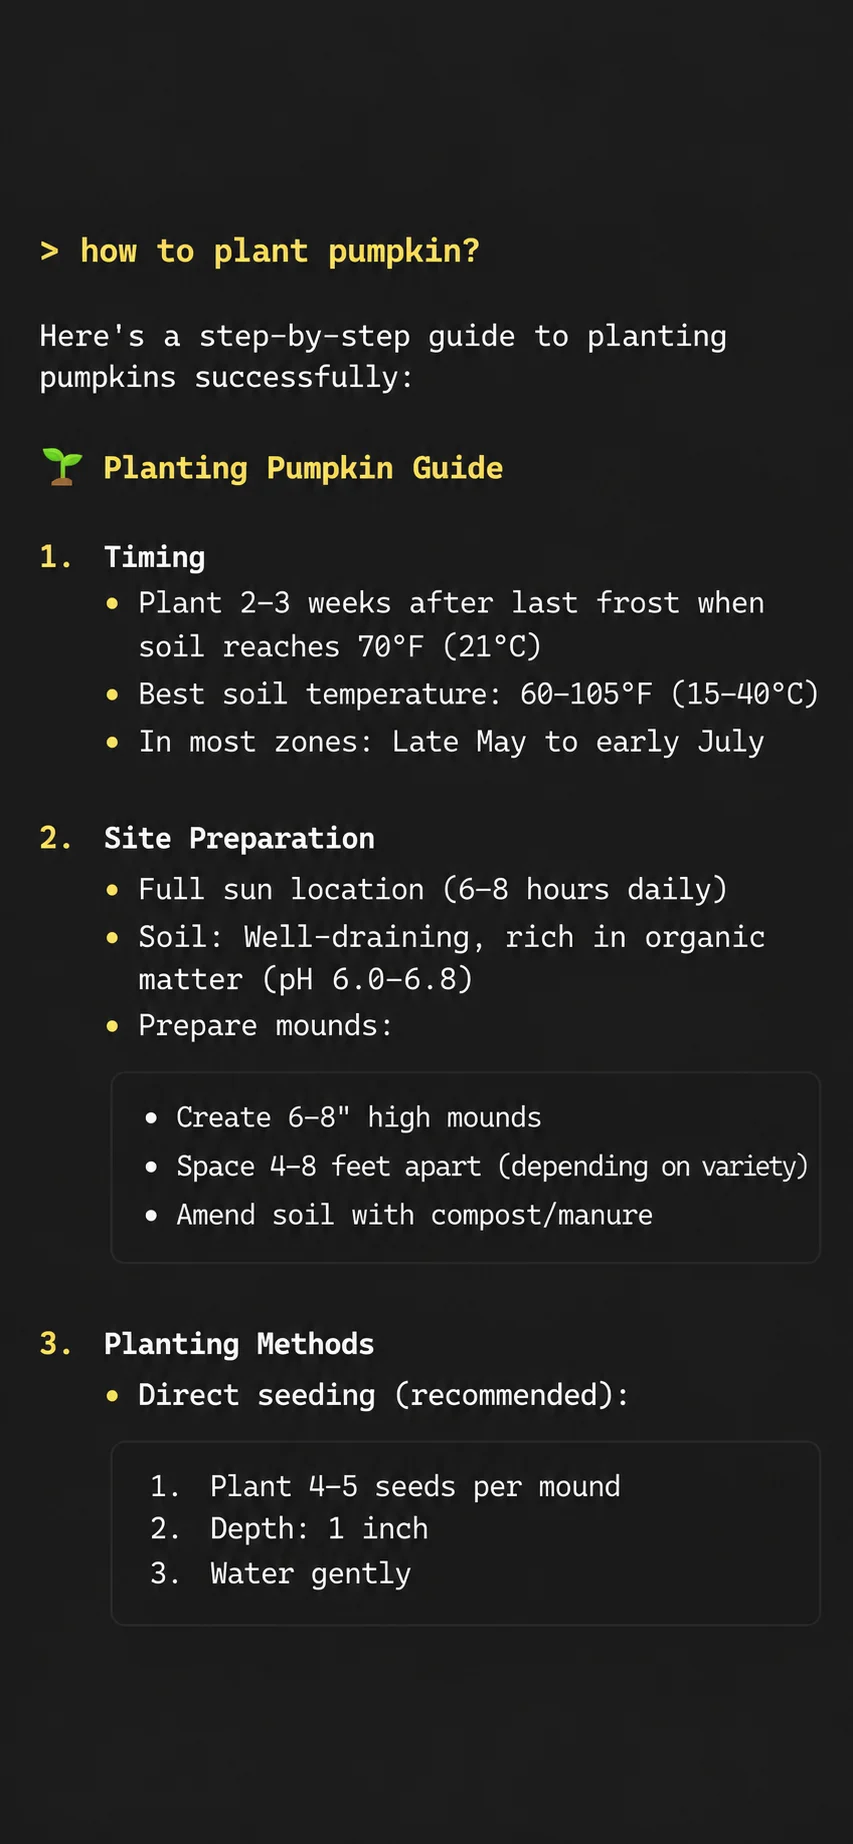 > how to plant pumpkin?
Here's a step-by-step guide to planting
pumpkins successfully:
🌱 Planting Pumpkin Guide
1. Timing
• Plant 2–3 weeks after last frost when
soil reaches 70°F (21°C)
• Best soil temperature: 60–105°F (15–40°C)
• In most zones: Late May to early July
2. Site Preparation
• Full sun location (6–8 hours daily)
• Soil: Well-draining, rich in organic
matter (pH 6.0–6.8)
• Prepare mounds:
• Create 6–8" high mounds
• Space 4–8 feet apart (depending on variety)
• Amend soil with compost/manure
3. Planting Methods
• Direct seeding (recommended):
1. Plant 4–5 seeds per mound
2. Depth: 1 inch
3. Water gently